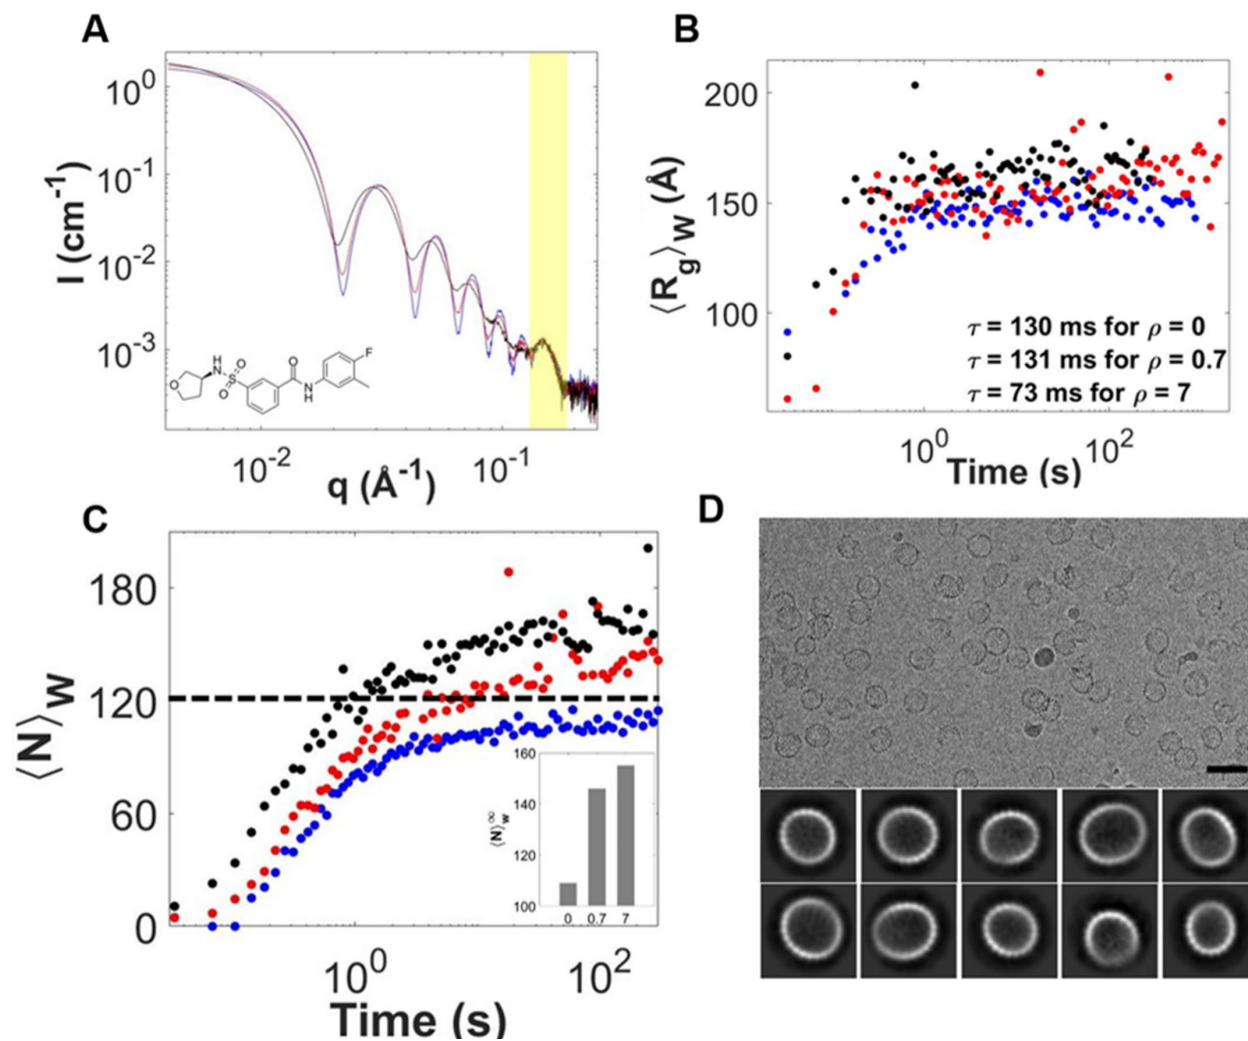 A
10⁰
10⁻¹
10⁻²
10⁻³
I (cm⁻¹)
10⁻²
10⁻¹
q (Å⁻¹)
O
H
N
O
S
O
O
N
H
F
B
200
150
100
⟨R_g⟩_W (Å)
τ = 130 ms for ρ = 0
τ = 131 ms for ρ = 0.7
τ = 73 ms for ρ = 7
10⁰
10²
Time (s)
C
180
120
60
0
⟨N⟩_W
10⁰
10²
Time (s)
160
140
120
100
⟨N⟩_w^∞
0 0.7 7
D